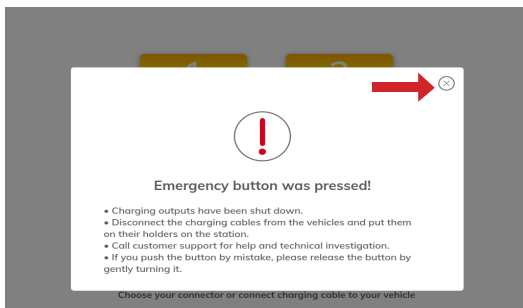 Emergency button was pressed!
• Charging outputs have been shut down.
• Disconnect the charging cables from the vehicles and put them
on their holders on the station.
• Call customer support for help and technical investigation.
• If you push the button by mistake, please release the button by
gently turning it.
Choose your connector or connect charging cable to your vehicle